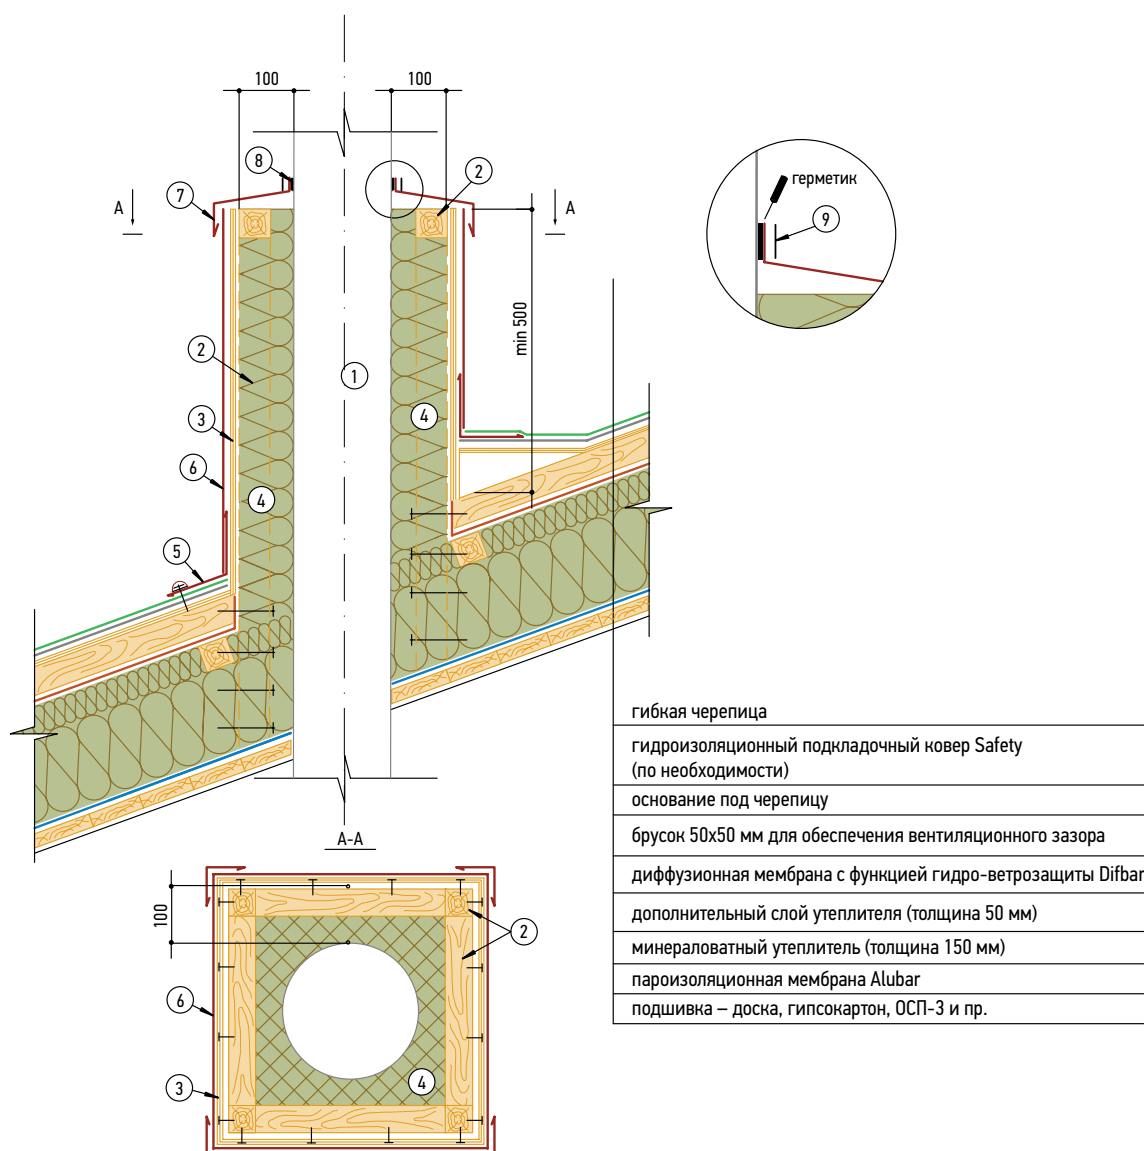 100
100
8
2
7
A
A
герметик
9
min 500
2
1
3
4
6
4
5
A-A
100
2
6
3
4
гибкая черепица
гидроизоляционный подкладочный ковер Safety
(по необходимости)
основание под черепицу
брусок 50х50 мм для обеспечения вентиляционного зазора
диффузионная мембрана с функцией гидро-ветрозащиты Difbar
дополнительный слой утеплителя (толщина 50 мм)
минераловатный утеплитель (толщина 150 мм)
пароизоляционная мембрана Alubar
подшивка – доска, гипсокартон, ОСП-3 и пр.